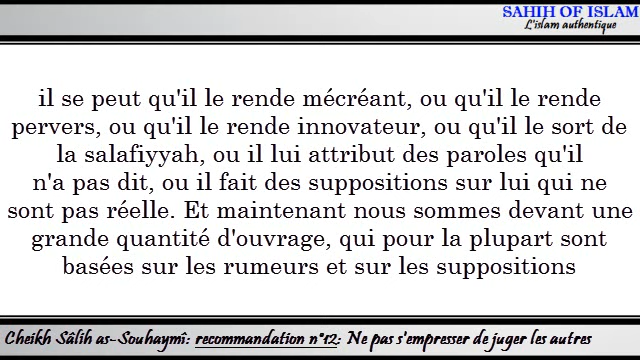 SAHIH OF ISLAM
L'islam authentique
il se peut qu'il le rende mécréant, ou qu'il le rende
pervers, ou qu'il le rende innovateur, ou qu'il le sort de
la salafiyyah, ou il lui attribut des paroles qu'il
n'a pas dit, ou il fait des suppositions sur lui qui ne
sont pas réelle. Et maintenant nous sommes devant une
grande quantité d'ouvrage, qui pour la plupart sont
basées sur les rumeurs et sur les suppositions
Cheikh Sâlih as-Souhaymî: recommandation n°12: Ne pas s'empresser de juger les autres